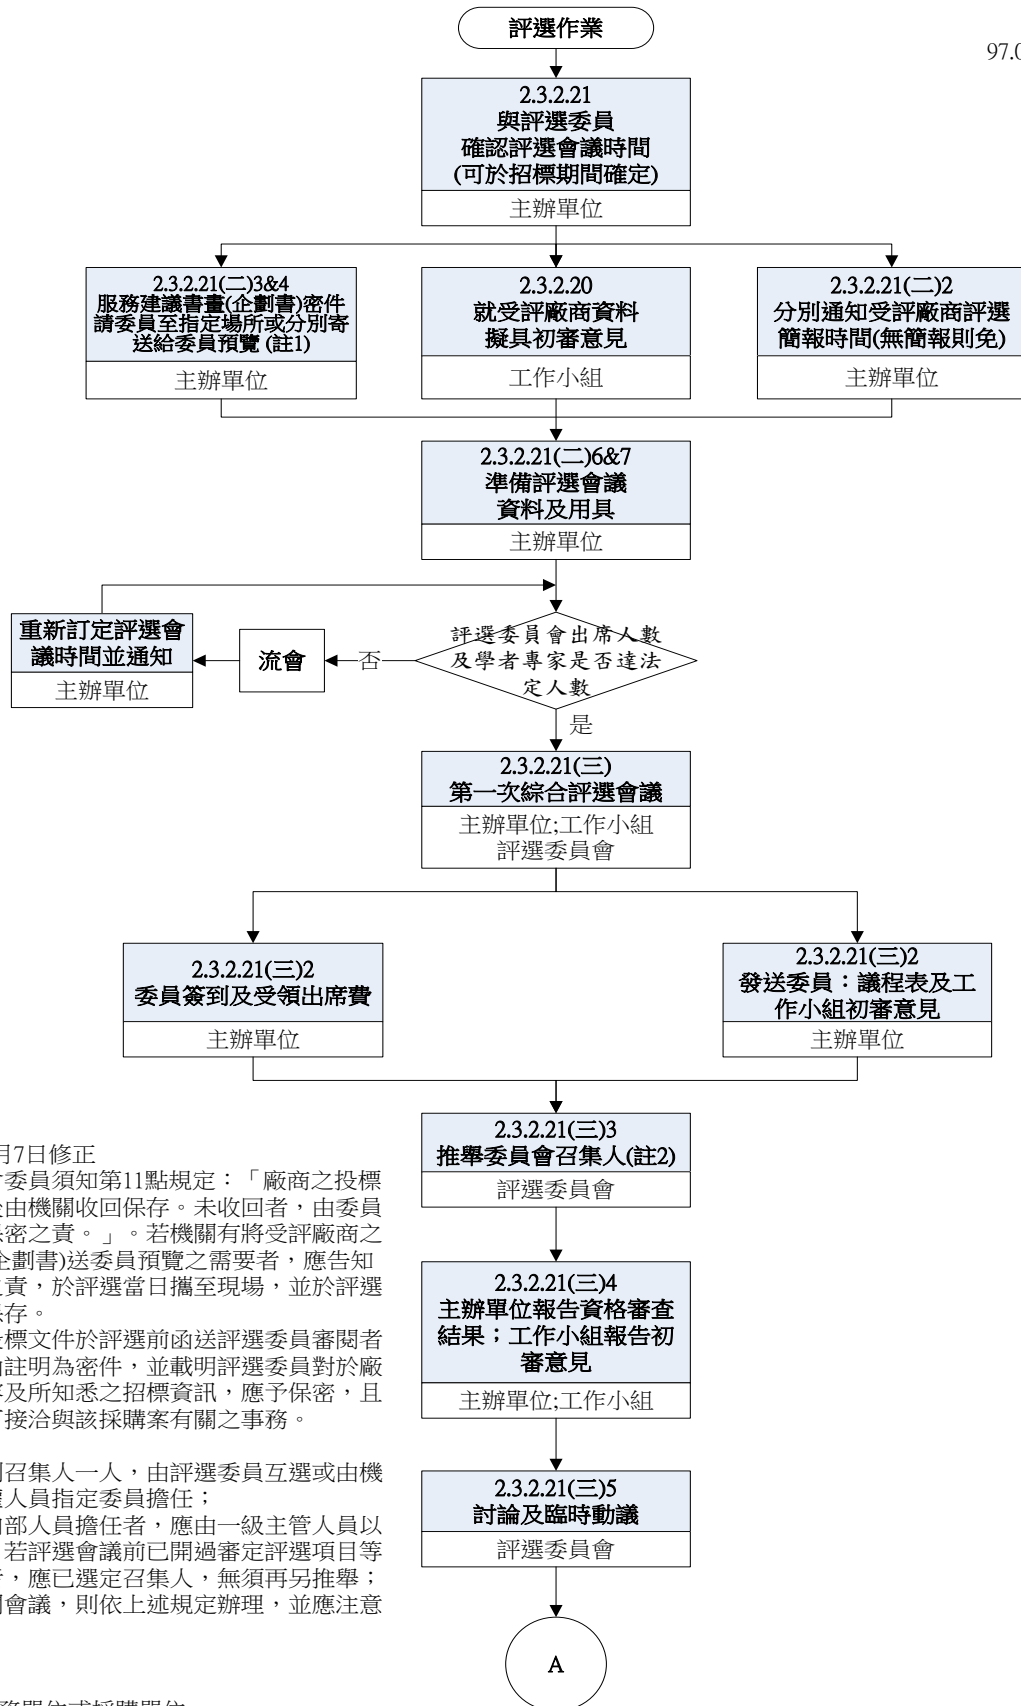 評選作業
97.0
2.3.2.21
與評選委員
確認評選會議時間
(可於招標期間確定)
主辦單位
2.3.2.21(二)3&4
服務建議書畫(企劃書)密件
請委員至指定場所或分別寄
送給委員預覽 (註1)
主辦單位
2.3.2.20
就受評廠商資料
擬具初審意見
工作小組
2.3.2.21(二)2
分別通知受評廠商評選
簡報時間(無簡報則免)
主辦單位
2.3.2.21(二)6&7
準備評選會議
資料及用具
主辦單位
重新訂定評選會
議時間並通知
主辦單位
流會
否
評選委員會出席人數
及學者專家是否達法
定人數
是
2.3.2.21(三)
第一次綜合評選會議
主辦單位;工作小組
評選委員會
2.3.2.21(三)2
委員簽到及受領出席費
主辦單位
2.3.2.21(三)2
發送委員：議程表及工
作小組初審意見
主辦單位
2.3.2.21(三)3
推舉委員會召集人(註2)
評選委員會
2.3.2.21(三)4
主辦單位報告資格審查
結果；工作小組報告初
審意見
主辦單位;工作小組
2.3.2.21(三)5
討論及臨時動議
評選委員會
A
月7日修正
委員須知第11點規定：「廠商之投標
後由機關收回保存。未收回者，由委員
保密之責。」。若機關有將受評廠商之
企劃書)送委員預覽之需要者，應告知
之責，於評選當日攜至現場，並於評選
保存。
投標文件於評選前函送評選委員審閱者
註明為密件，並載明評選委員對於廠
及所知悉之招標資訊，應予保密，且
接洽與該採購案有關之事務。
召集人一人，由評選委員互選或由機
人員指定委員擔任；
內部人員擔任者，應由一級主管人員以
若評選會議前已開過審定評選項目等
，應已選定召集人，無須再另推舉；
會議，則依上述規定辦理，並應注意
務單位或採購單位